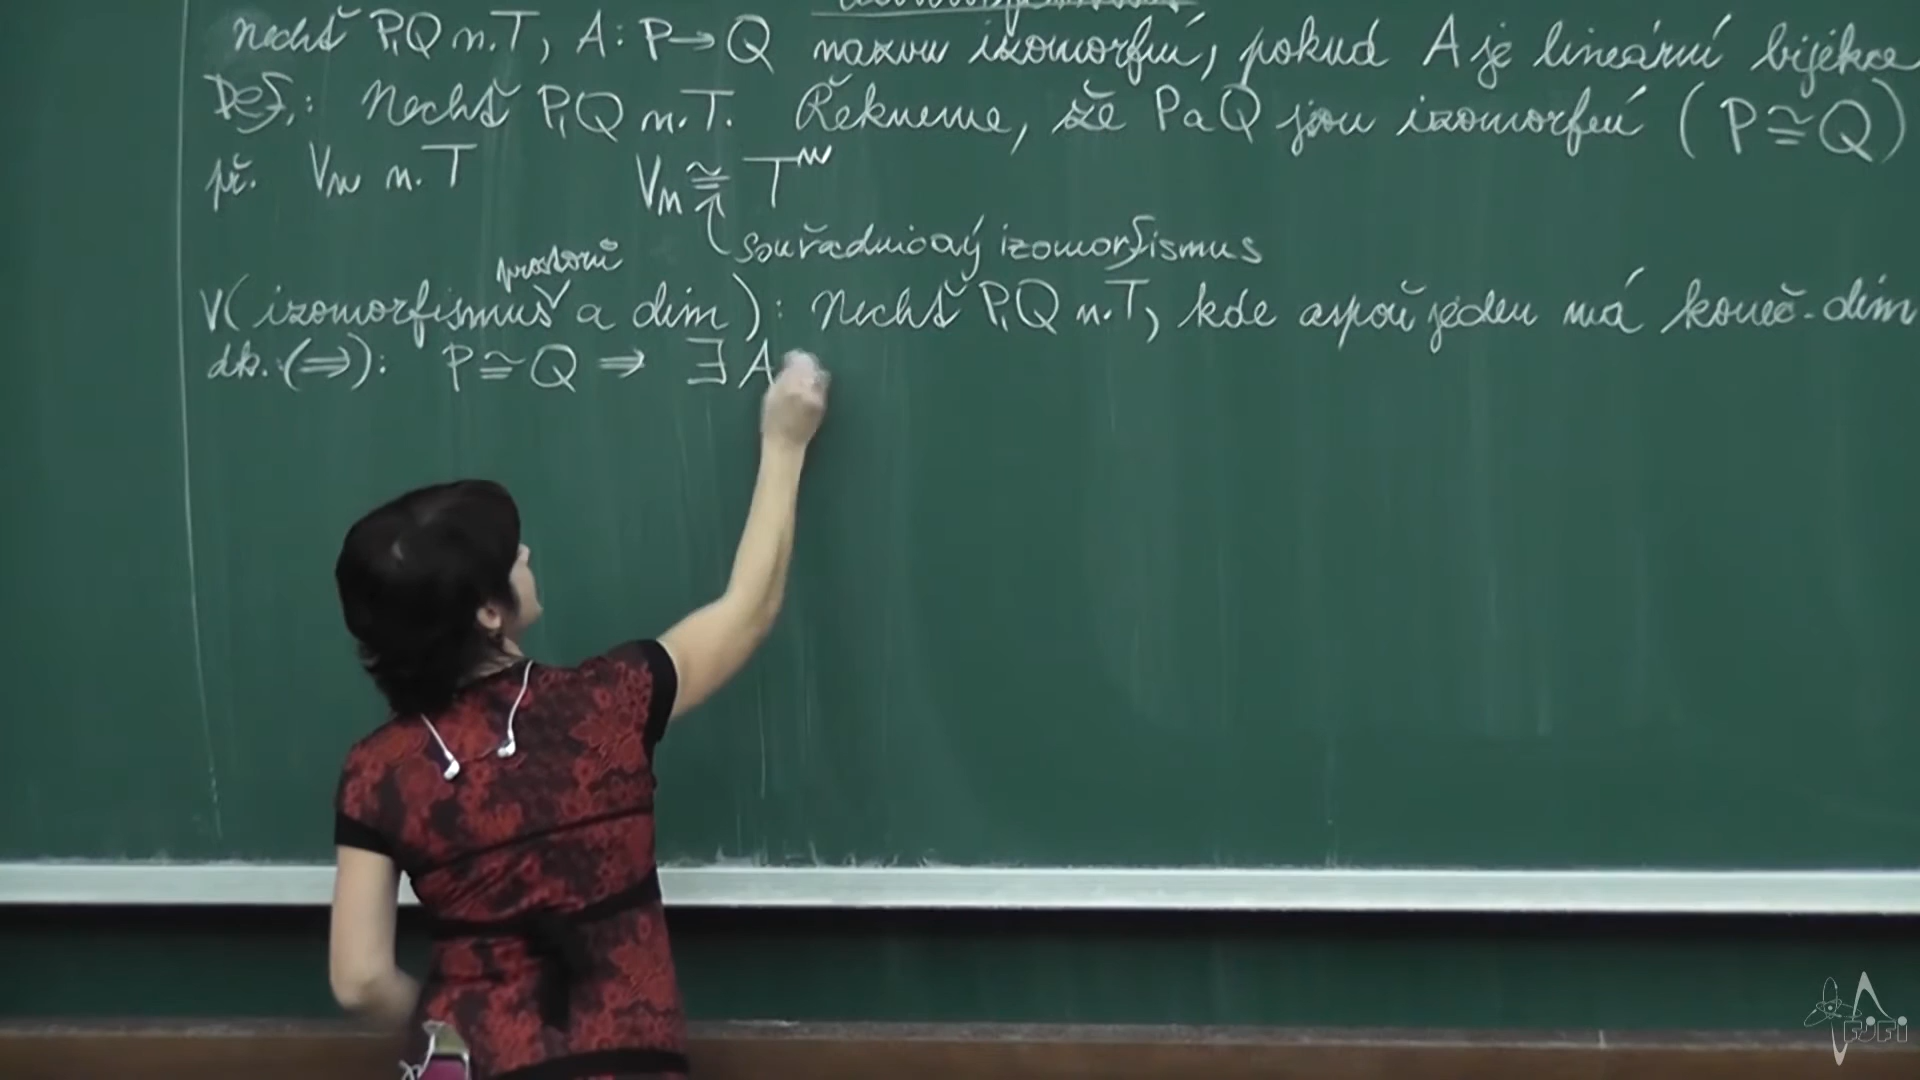 Nechť P,Q n.T, A: P→Q nazvu izomorfní, pokud A je lineární bijekce
Def.: Nechť P,Q n.T. Řekneme, že P a Q jsou izomorfní (P≅Q)
př. Vn n.T Vn ≅ Tⁿ
souřadnicový izomorfismus
prostorů
V(izomorfismus a dim): Nechť P,Q n.T, kde aspoň jeden má koneč. dim
dk. (⇒): P≅Q ⇒ ∃A
FJFI